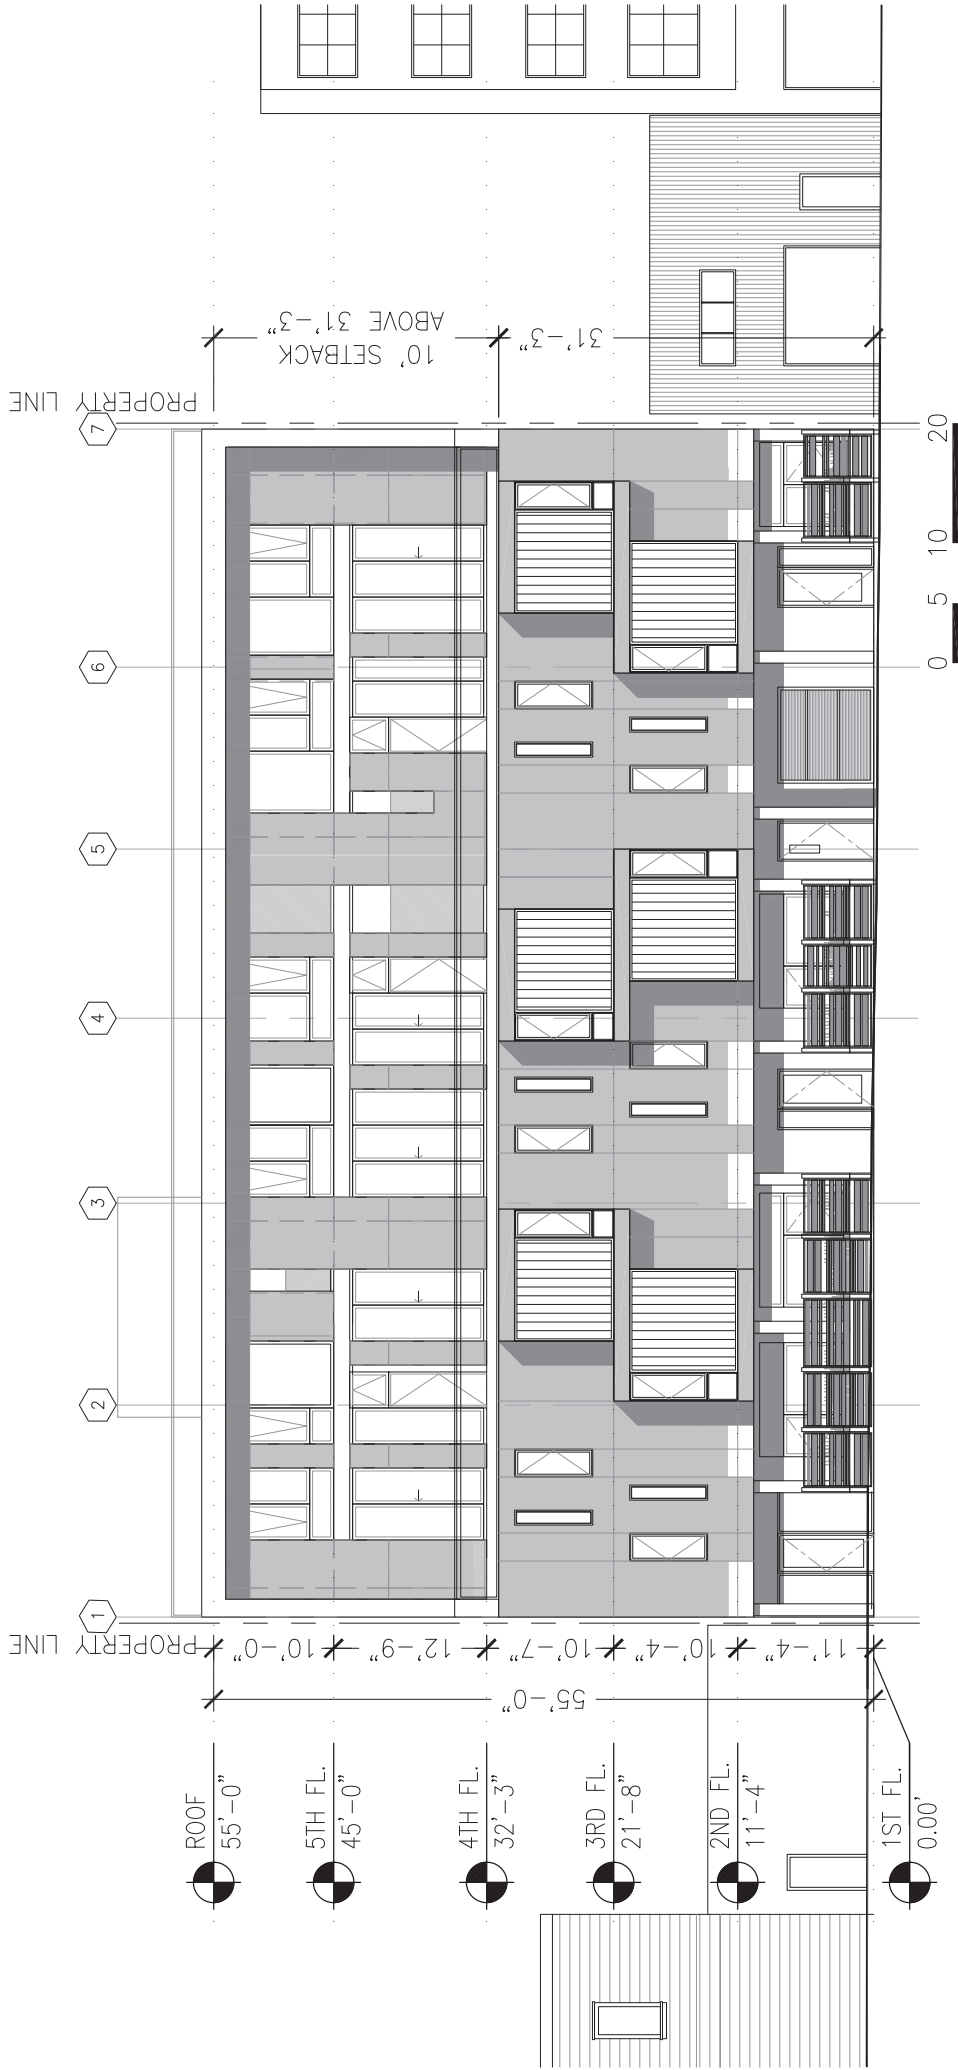 PROPERTY LINE
PROPERTY LINE
1
2
3
4
5
6
7
10' SETBACK
ABOVE 31'-3"
31'-3"
10'-0"
12'-9"
10'-7"
10'-4"
11'-4"
55'-0"
ROOF
55'-0"
5TH FL.
45'-0"
4TH FL.
32'-3"
3RD FL.
21'-8"
2ND FL.
11'-4"
1ST FL.
0.00'
0 5 10 20